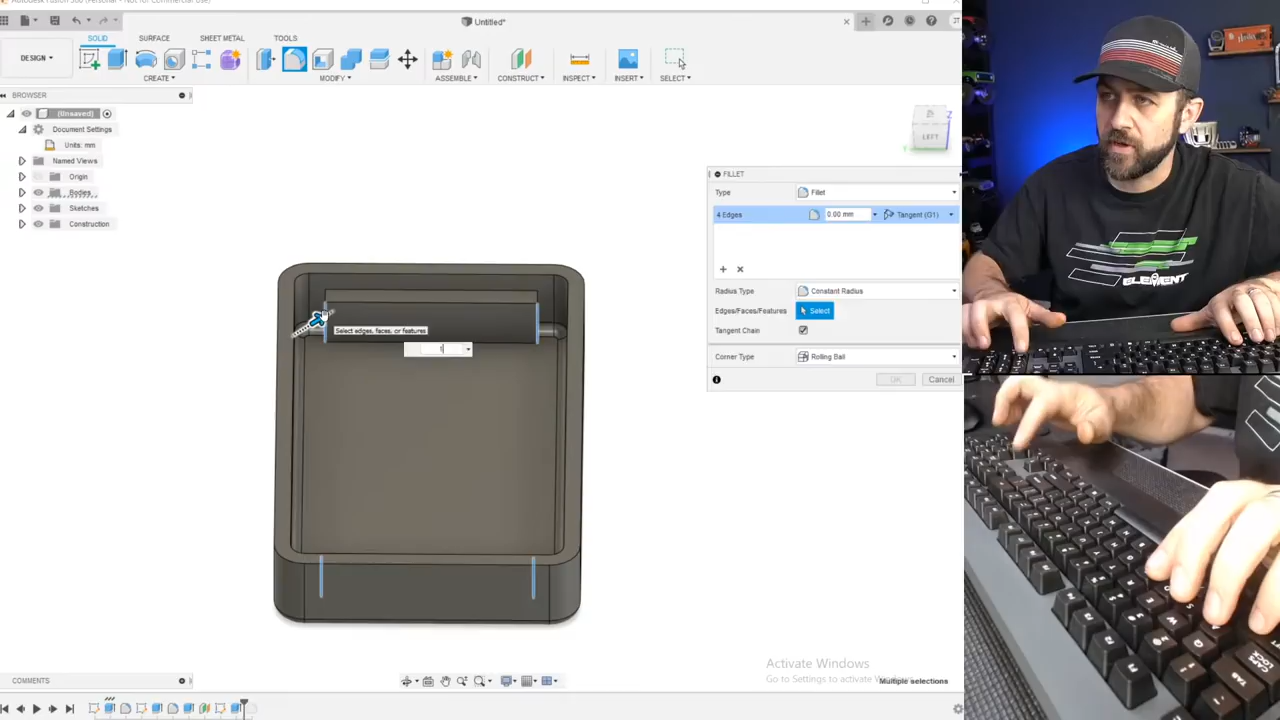 Autodesk Fusion 360 (Personal - Not for Commercial Use)
Untitled*
DESIGN
SOLID
SURFACE
SHEET METAL
TOOLS
CREATE
MODIFY
ASSEMBLE
CONSTRUCT
INSPECT
INSERT
SELECT
BROWSER
(Unsaved)
Document Settings
Units: mm
Named Views
Origin
Bodies
Sketches
Construction
LEFT
Z
FILLET
Type
Fillet
4 Edges
0.00 mm
Tangent (G1)
Radius Type
Constant Radius
Edges/Faces/Features
Select
Tangent Chain
Corner Type
Rolling Ball
OK
Cancel
Select edges, faces, or features
Activate Windows
Go to Settings to activate
Multiple selections
COMMENTS
ELEMENT